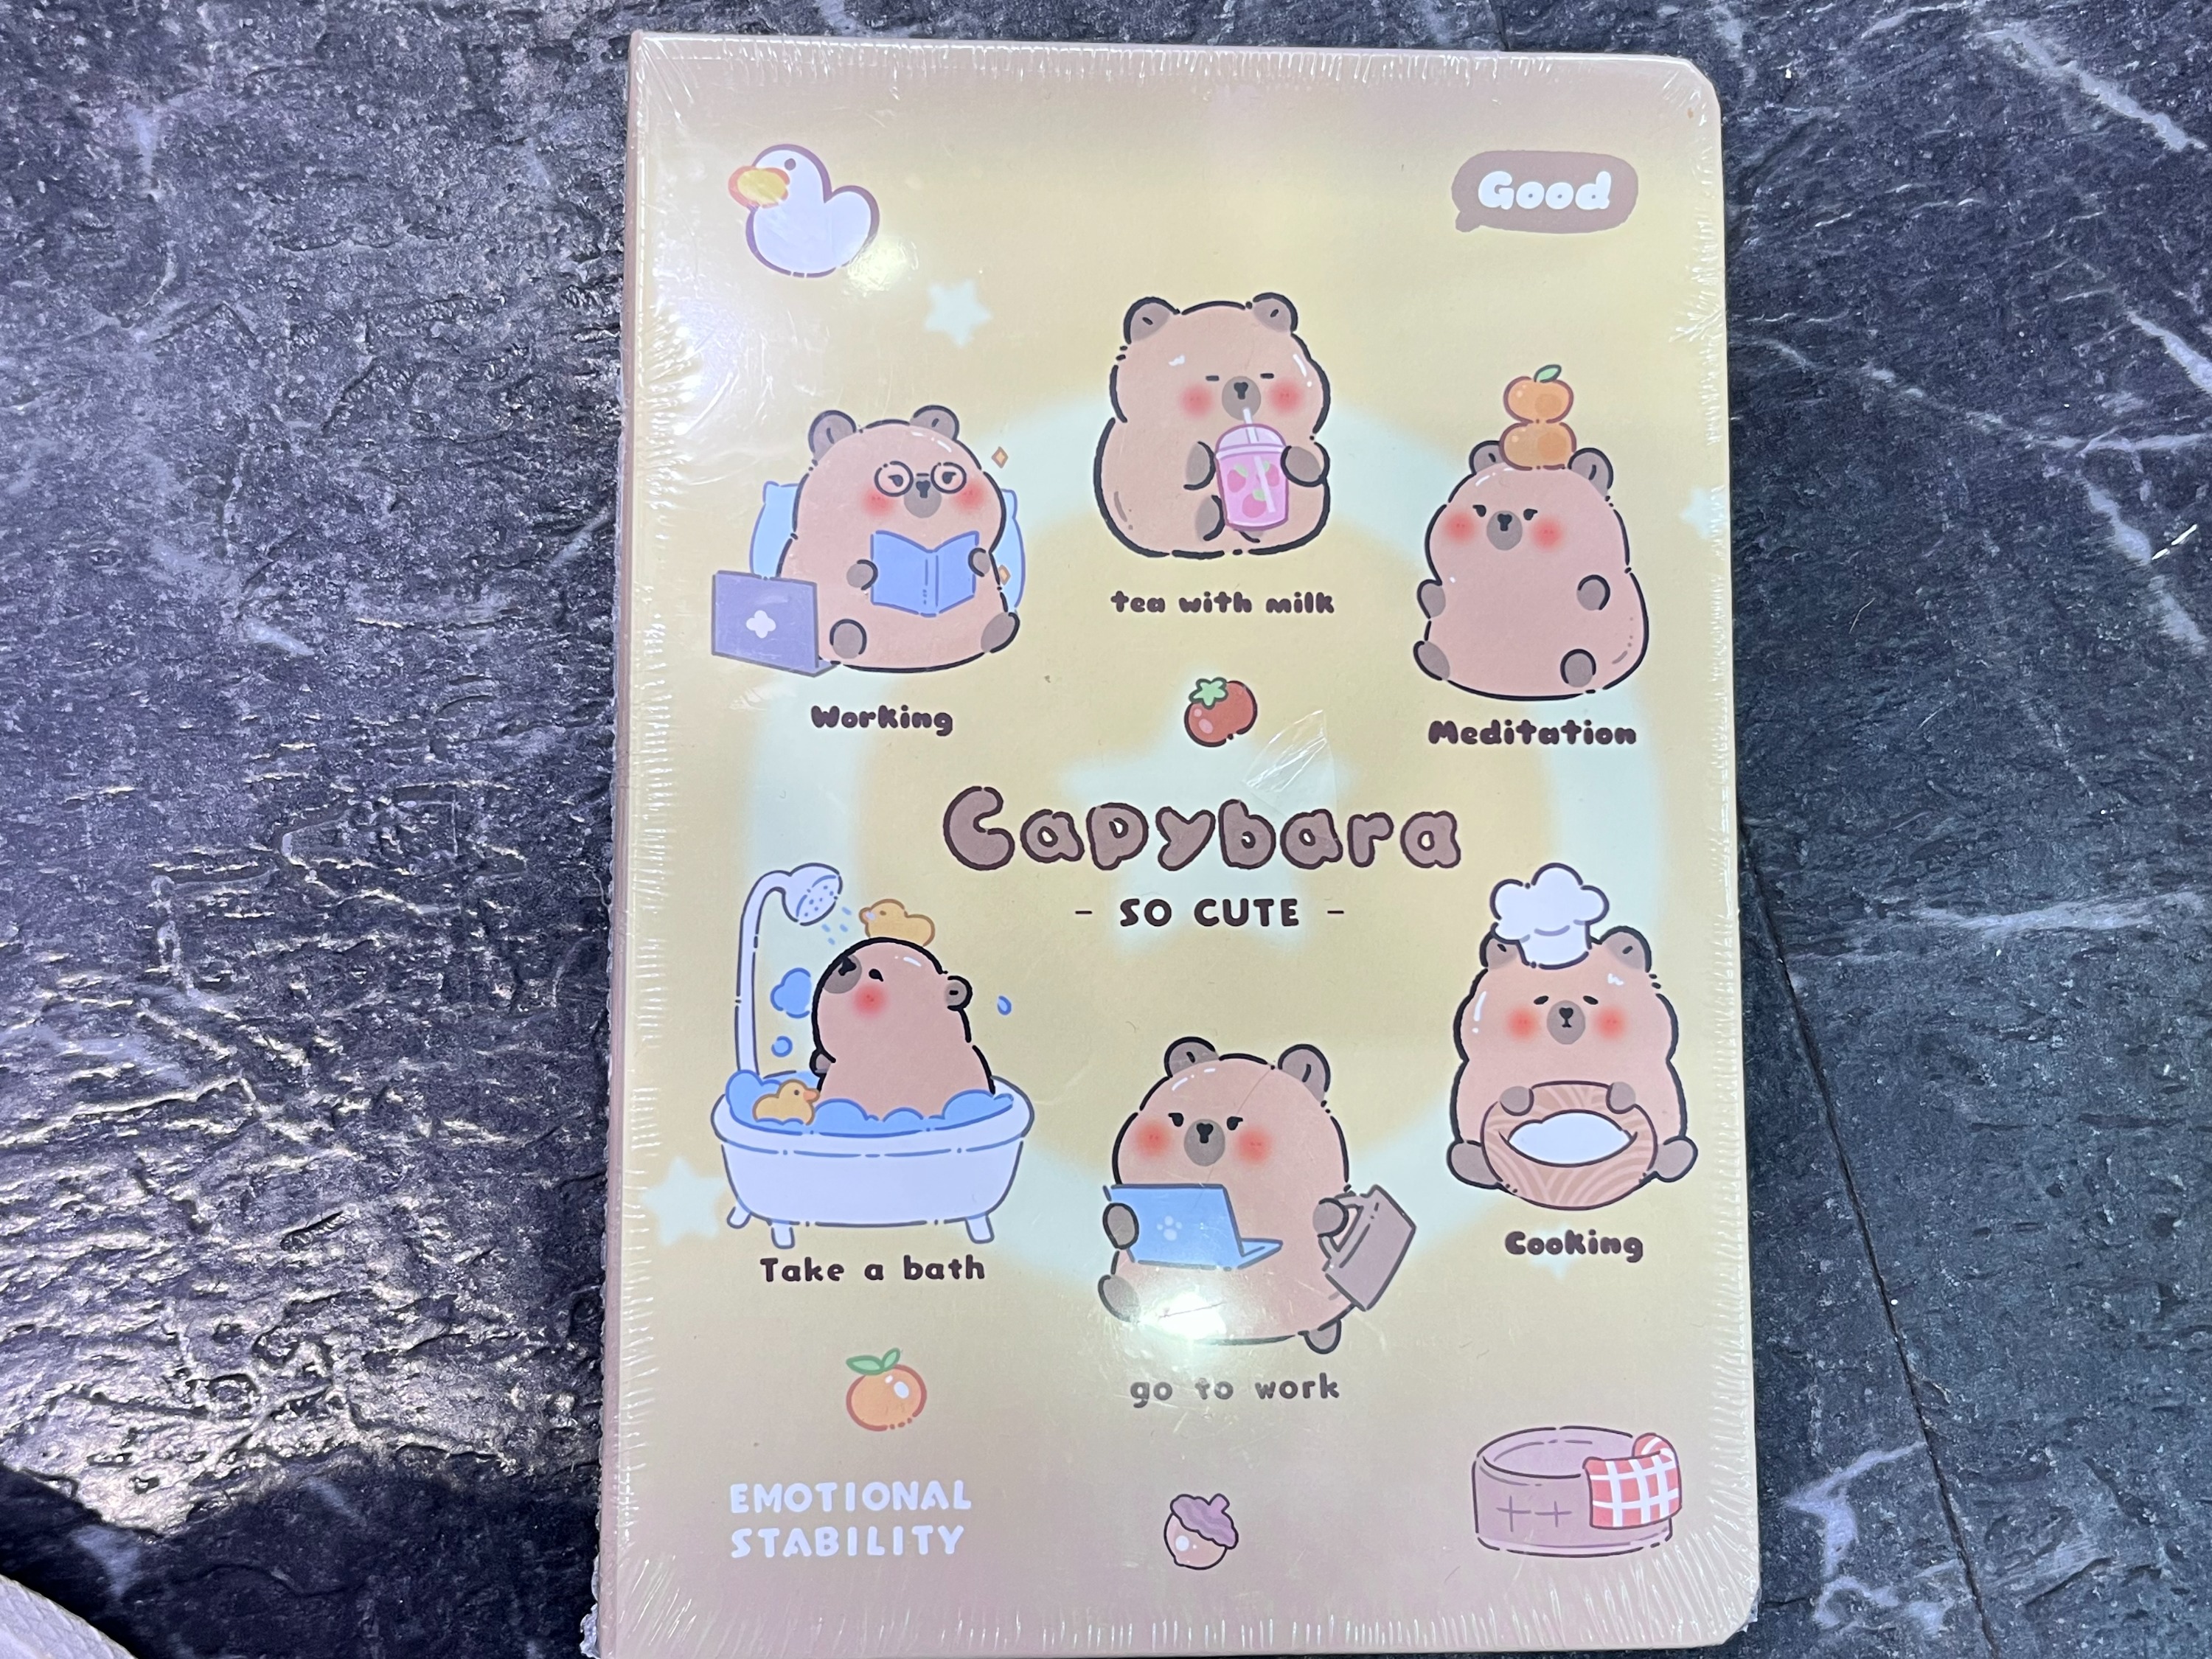 Good
tea with milk
Working
Meditation
Capybara
- SO CUTE -
Take a bath
Cooking
go to work
EMOTIONAL
STABILITY